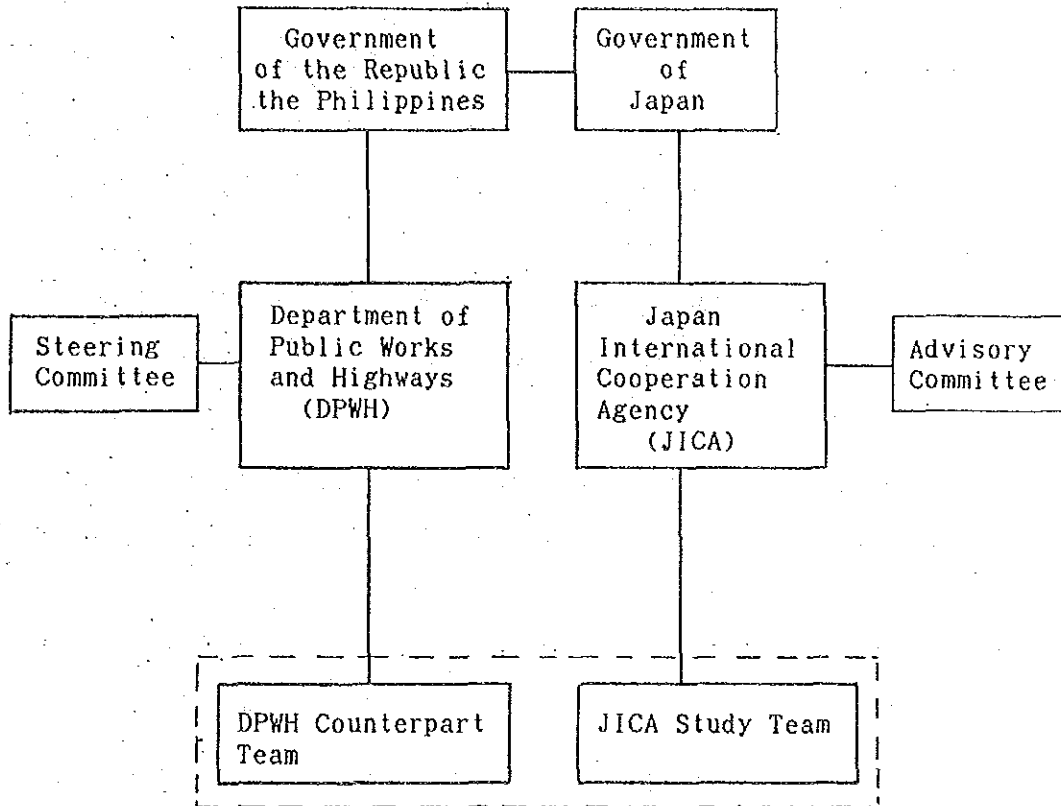 Government
of the Republic
the Philippines
Government
of
Japan
Steering
Committee
Department of
Public Works
and Highways
(DPWH)
Japan
International
Cooperation
Agency
(JICA)
Advisory
Committee
DPWH Counterpart
Team
JICA Study Team